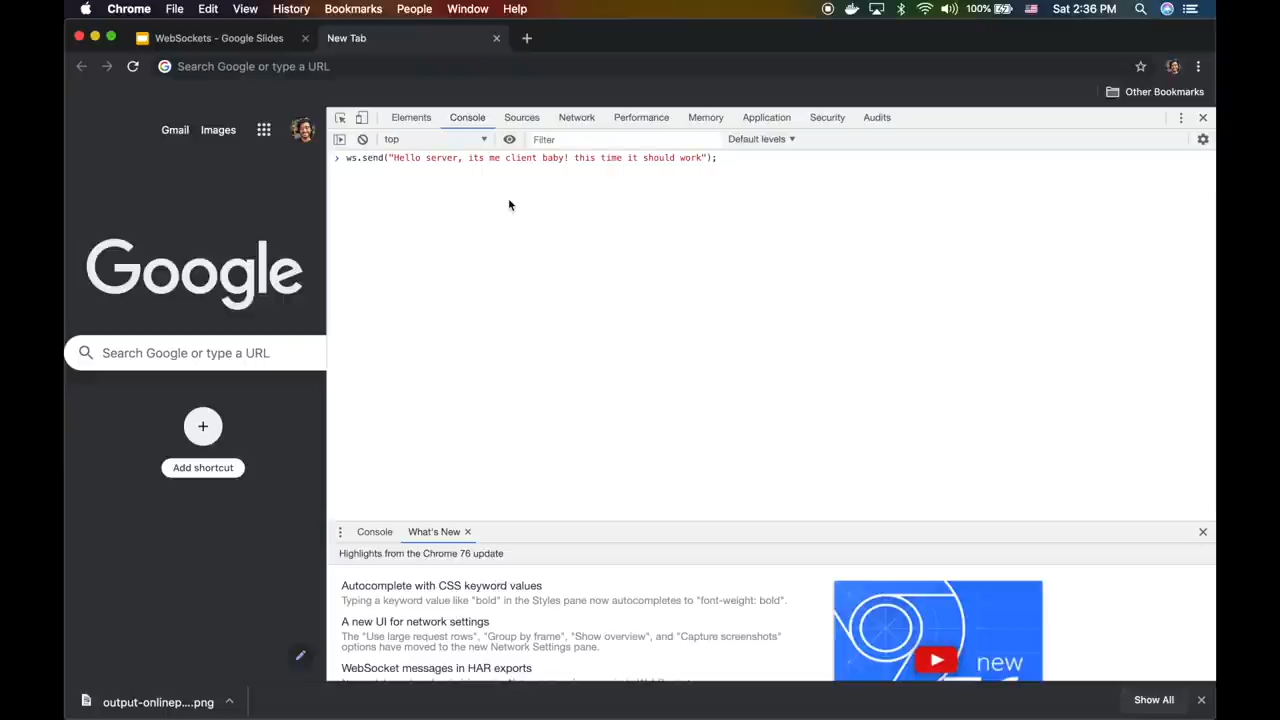 Chrome File Edit View History Bookmarks People Window Help 100% Sat 2:36 PM
WebSockets - Google Slides New Tab
Search Google or type a URL
Other Bookmarks
Gmail Images
Elements Console Sources Network Performance Memory Application Security Audits
top Filter Default levels
ws.send("Hello server, its me client baby! this time it should work");
Google
Search Google or type a URL
Add shortcut
Console What's New
Highlights from the Chrome 76 update
Autocomplete with CSS keyword values
Typing a keyword value like "bold" in the Styles pane now autocompletes to "font-weight: bold".
A new UI for network settings
The "Use large request rows", "Group by frame", "Show overview", and "Capture screenshots"
options have moved to the new Network Settings pane.
WebSocket messages in HAR exports
new
output-onlinep....png Show All